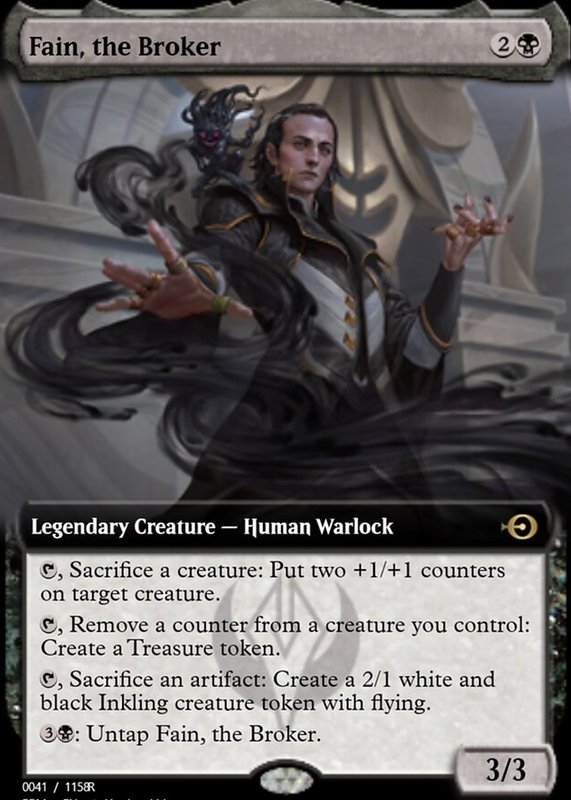 Fain, the Broker 2
Legendary Creature — Human Warlock
, Sacrifice a creature: Put two +1/+1 counters
on target creature.
, Remove a counter from a creature you control:
Create a Treasure token.
, Sacrifice an artifact: Create a 2/1 white and
black Inkling creature token with flying.
3: Untap Fain, the Broker.
3/3
0041 / 1158R